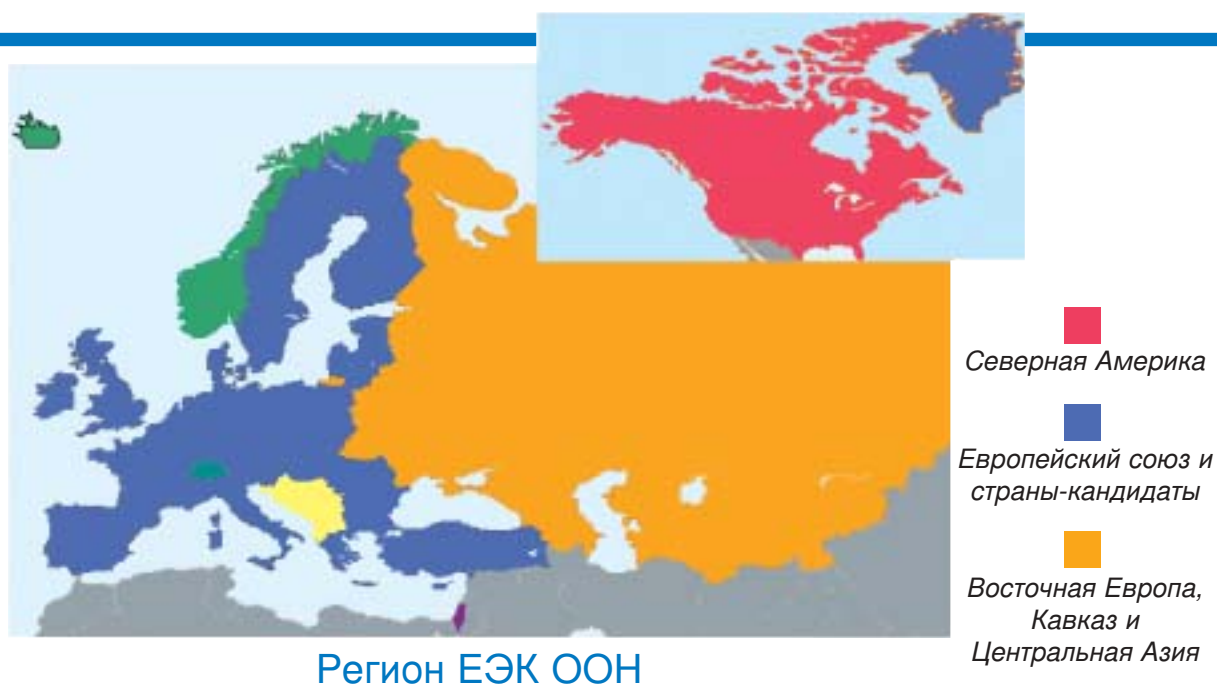 Северная Америка
Европейский союз и
страны-кандидаты
Восточная Европа,
Кавказ и
Центральная Азия
Регион ЕЭК ООН